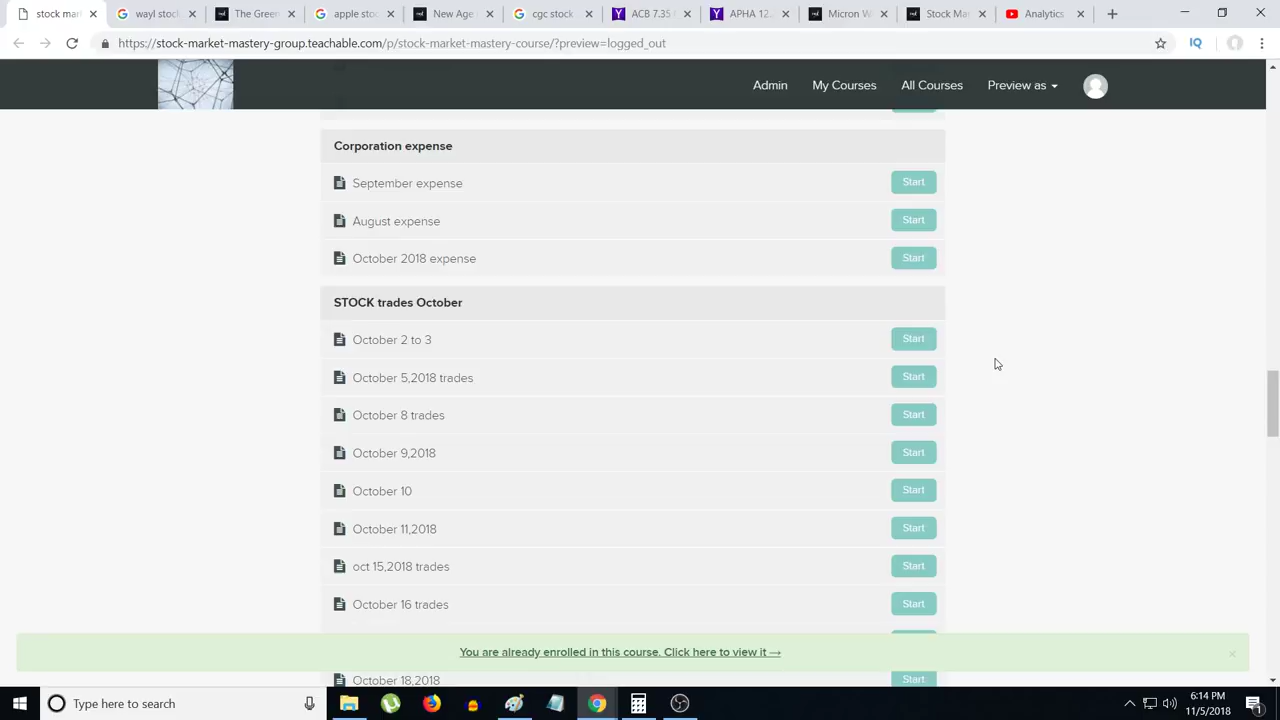 stock mar
wayl stock
The Green
apple stoc
New Age
cgc stock
ACB 7.35
APHA 12.
Micron W
Stock Mar
Analytics
https://stock-market-mastery-group.teachable.com/p/stock-market-mastery-course/?preview=logged_out
IQ
Admin My Courses All Courses Preview as
Corporation expense
September expense Start
August expense Start
October 2018 expense Start
STOCK trades October
October 2 to 3 Start
October 5,2018 trades Start
October 8 trades Start
October 9,2018 Start
October 10 Start
October 11,2018 Start
oct 15,2018 trades Start
October 16 trades Start
You are already enrolled in this course. Click here to view it →
October 18,2018 Start
Type here to search
6:14 PM
11/5/2018
1